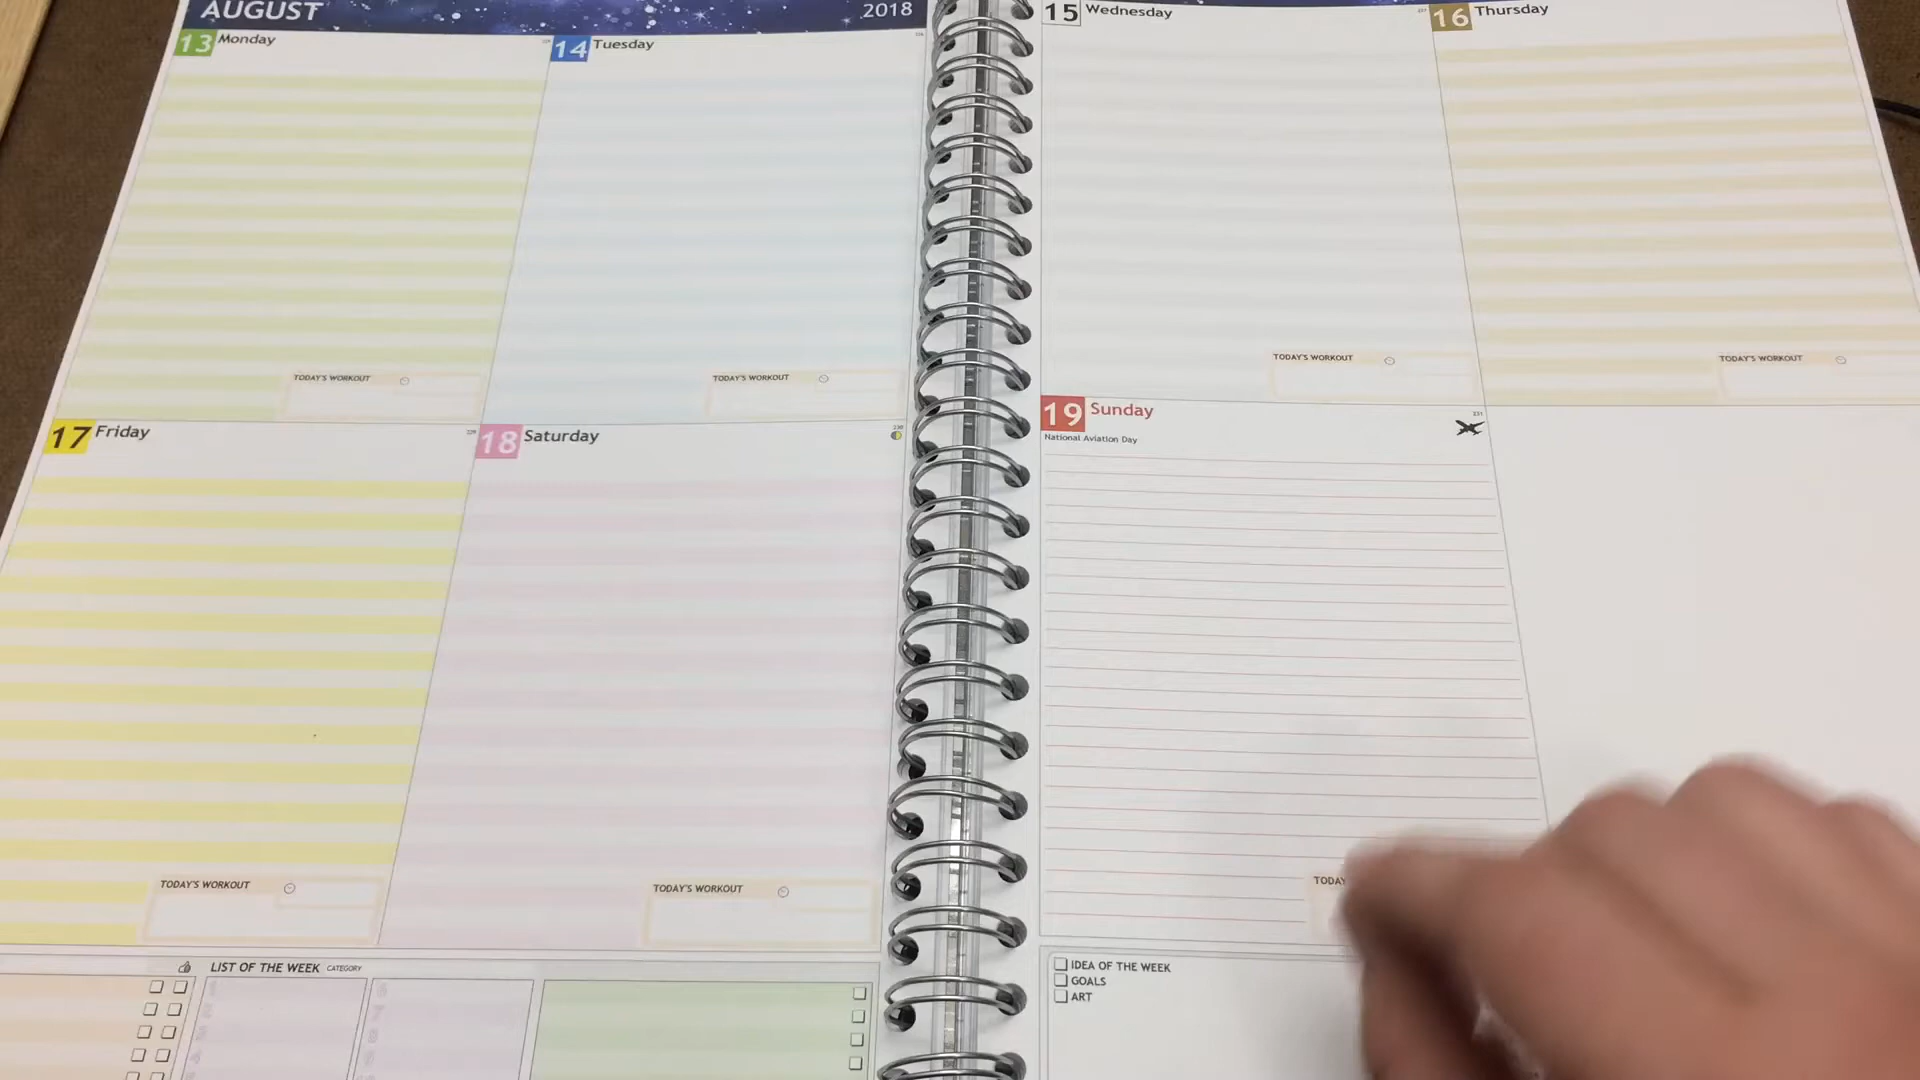 AUGUST 2018
13 Monday
14 Tuesday
15 Wednesday
16 Thursday
TODAY'S WORKOUT
TODAY'S WORKOUT
TODAY'S WORKOUT
TODAY'S WORKOUT
17 Friday
18 Saturday
230
19 Sunday
231
National Aviation Day
TODAY'S WORKOUT
TODAY'S WORKOUT
TODAY
LIST OF THE WEEK CATEGORY
IDEA OF THE WEEK
GOALS
ART